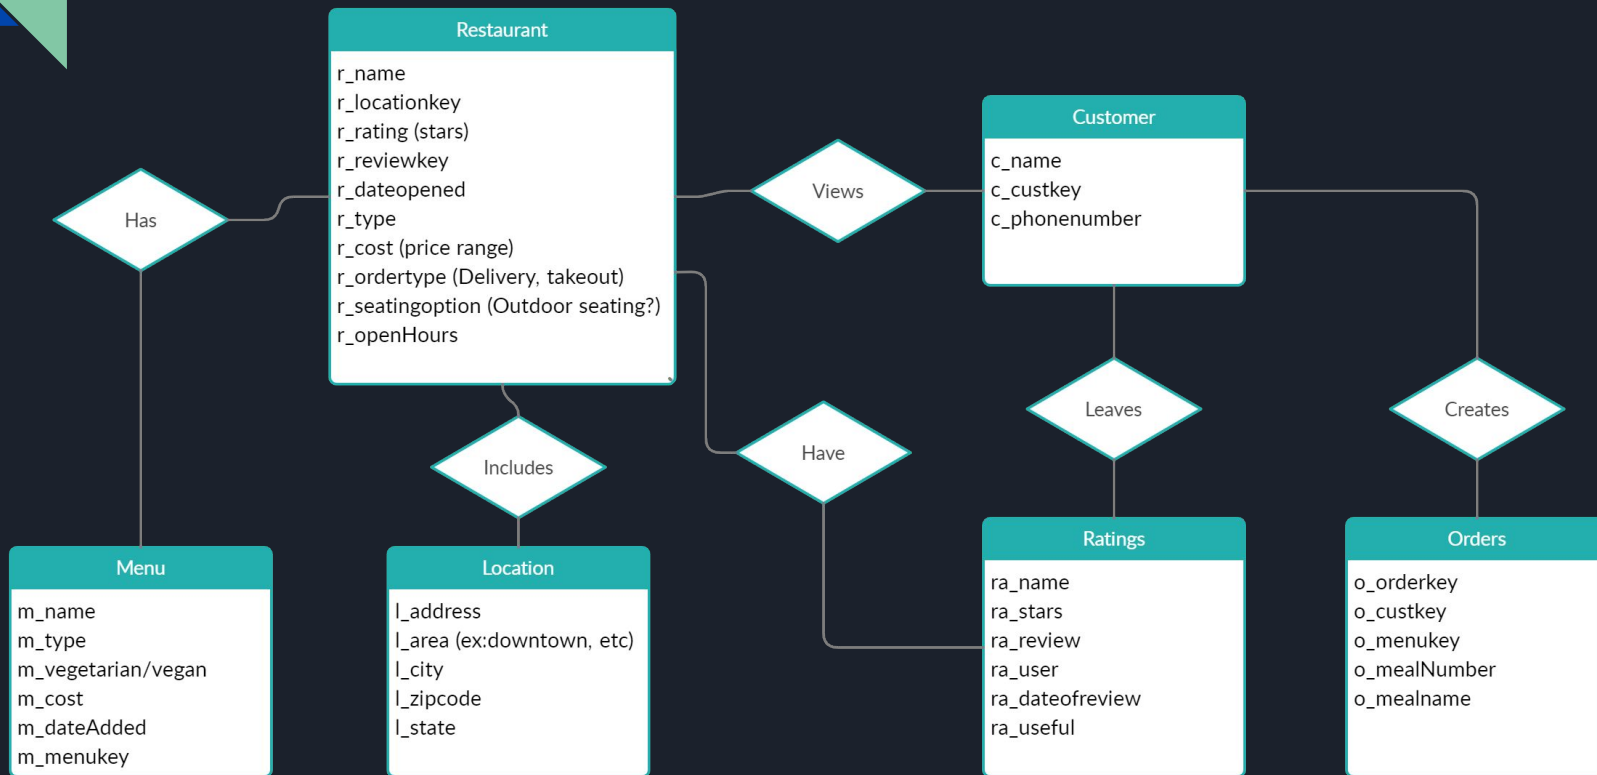 Restaurant
r_name
r_locationkey
r_rating (stars)
r_reviewkey
r_dateopened
r_type
r_cost (price range)
r_ordertype (Delivery, takeout)
r_seatingoption (Outdoor seating?)
r_openHours
Customer
c_name
c_custkey
c_phonenumber
Has
Views
Includes
Have
Leaves
Creates
Menu
m_name
m_type
m_vegetarian/vegan
m_cost
m_dateAdded
m_menukey
Location
l_address
l_area (ex:downtown, etc)
l_city
l_zipcode
l_state
Ratings
ra_name
ra_stars
ra_review
ra_user
ra_dateofreview
ra_useful
Orders
o_orderkey
o_custkey
o_menukey
o_mealNumber
o_mealname